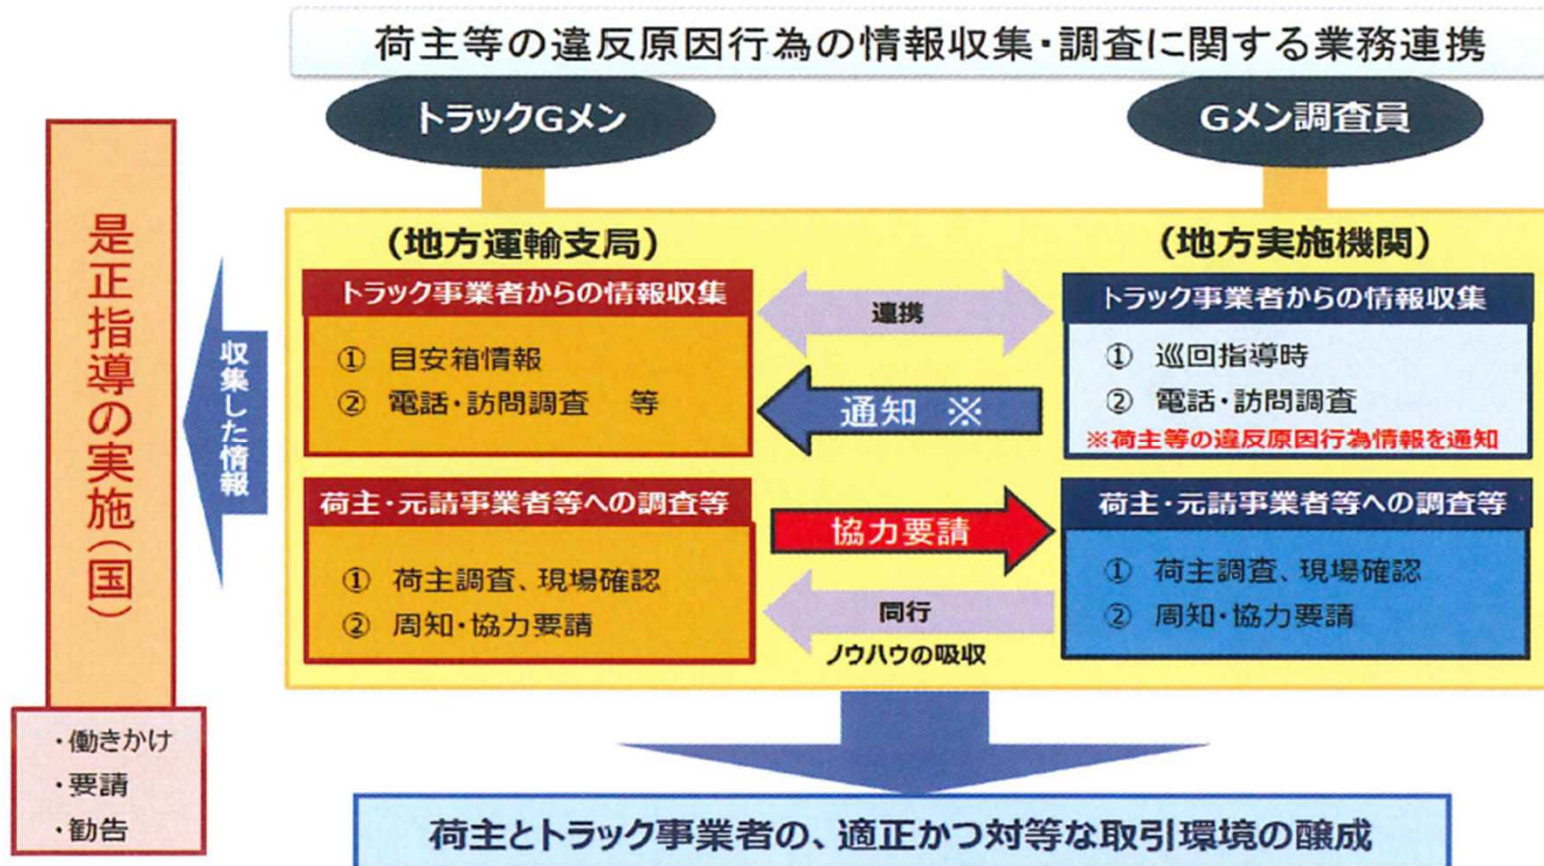 荷主等の違反原因行為の情報収集・調査に関する業務連携
トラックGメン
Gメン調査員
是正指導の実施(国)
・働きかけ
・要請
・勧告
収集した情報
(地方運輸支局)
トラック事業者からの情報収集
① 目安箱情報
② 電話・訪問調査 等
荷主・元請事業者等への調査等
① 荷主調査、現場確認
② 周知・協力要請
連携
通知 ※
協力要請
同行
ノウハウの吸収
(地方実施機関)
トラック事業者からの情報収集
① 巡回指導時
② 電話・訪問調査
※荷主等の違反原因行為情報を通知
荷主・元請事業者等への調査等
① 荷主調査、現場確認
② 周知・協力要請
荷主とトラック事業者の、適正かつ対等な取引環境の醸成